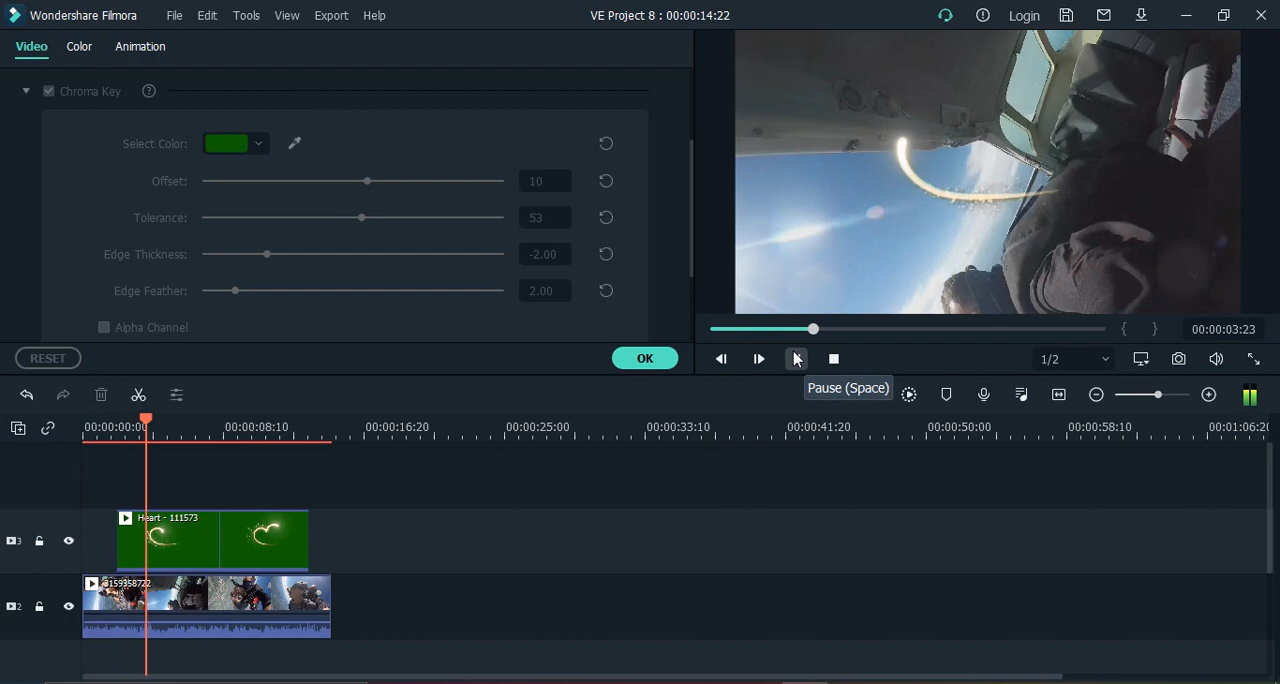 Wondershare Filmora File Edit Tools View Export Help VE Project 8 : 00:00:14:22 Login
Video Color Animation
Chroma Key
Select Color:
Offset: 10
Tolerance: 53
Edge Thickness: -2.00
Edge Feather: 2.00
Alpha Channel
{ } 00:00:03:23
RESET OK 1/2
Pause (Space)
00:00:00:00 00:00:08:10 00:00:16:20 00:00:25:00 00:00:33:10 00:00:41:20 00:00:50:00 00:00:58:10 00:01:06:20
Heart - 111573
3
3159358722
2